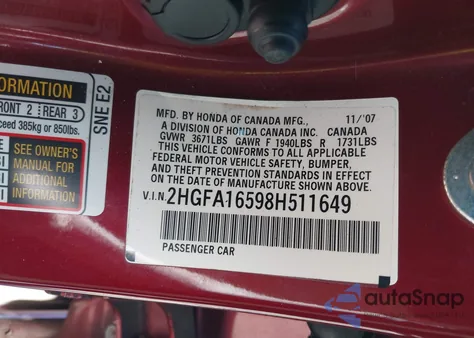 ORMATION
FRONT 2 REAR 3
ceed 385kg or 850lbs.
SEE OWNER'S
MANUAL FOR
ADDITIONAL
INFORMATION
SNE E2
MFD. BY HONDA OF CANADA MFG., 11/'07
A DIVISION OF HONDA CANADA INC. CANADA
GVWR 3671LBS GAWR F 1940LBS R 1731LBS
THIS VEHICLE CONFORMS TO ALL APPLICABLE
FEDERAL MOTOR VEHICLE SAFETY, BUMPER,
AND THEFT PREVENTION STANDARDS IN EFFECT
ON THE DATE OF MANUFACTURE SHOWN ABOVE.
V.I.N. 2HGFA16598H511649
PASSENGER CAR
autoSnap